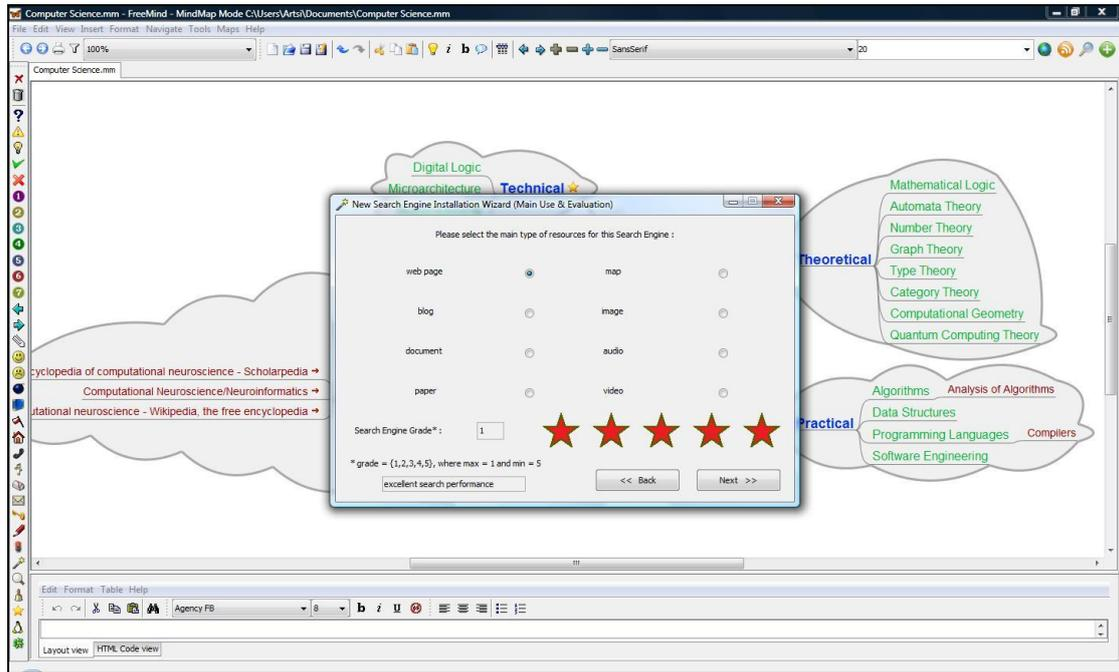 Computer Science.mm - FreeMind - MindMap Mode C:\Users\Artsi\Documents\Computer Science.mm
File Edit View Insert Format Navigate Tools Maps Help
100% SansSerif 20
Computer Science.mm
Digital Logic
Microarchitecture Technical
New Search Engine Installation Wizard (Main Use & Evaluation)
Please select the main type of resources for this Search Engine :
web page map
blog image
document audio
paper video
Search Engine Grade* : 1
* grade = {1,2,3,4,5}, where max = 1 and min = 5
excellent search performance << Back Next >>
Theoretical
Mathematical Logic
Automata Theory
Number Theory
Graph Theory
Type Theory
Category Theory
Computational Geometry
Quantum Computing Theory
cyclopedia of computational neuroscience - Scholarpedia
Computational Neuroscience/Neuroinformatics
utational neuroscience - Wikipedia, the free encyclopedia
Practical
Algorithms Analysis of Algorithms
Data Structures
Programming Languages Compilers
Software Engineering
Edit Format Table Help
Agency FB 8 b i U
Layout view HTML Code view